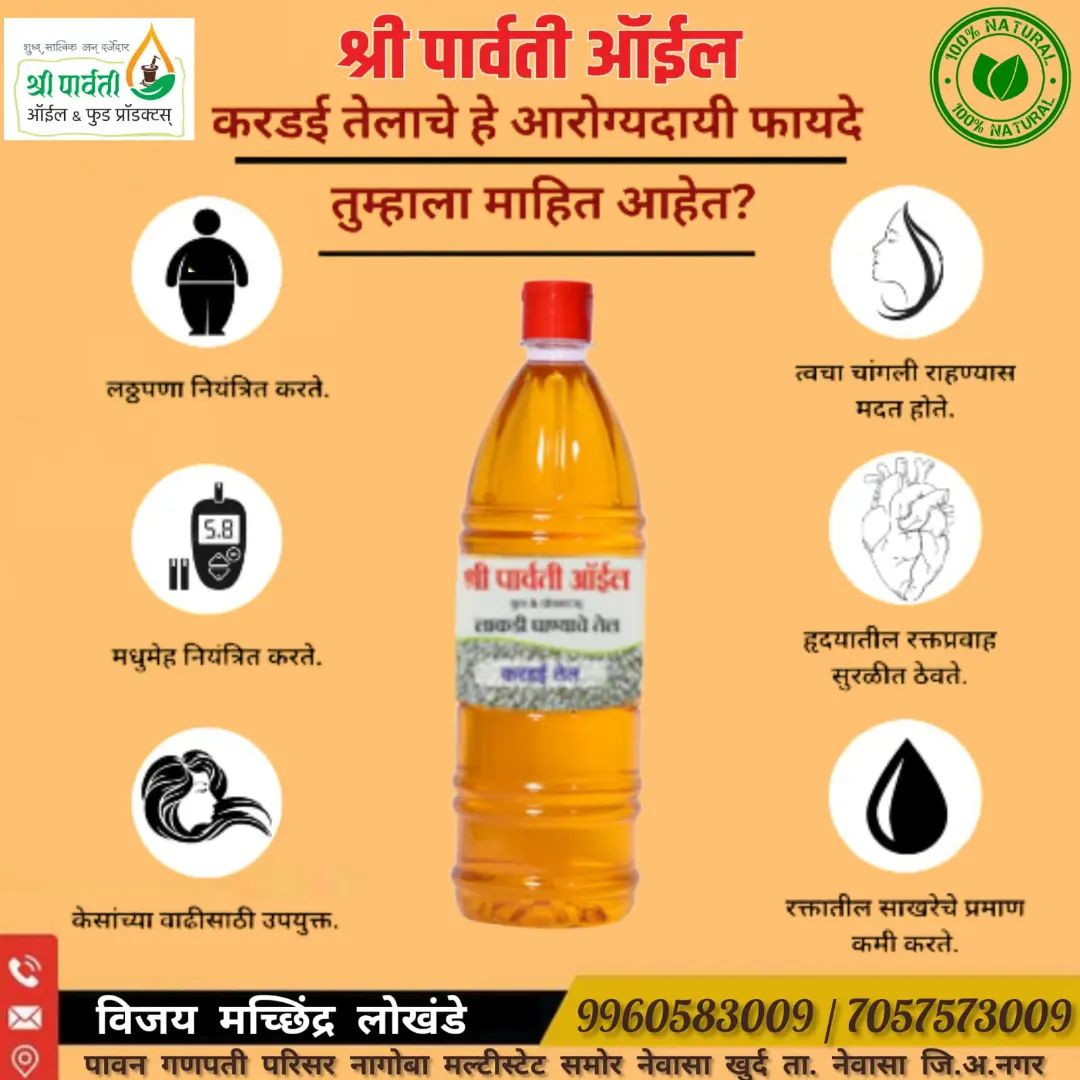 शुध्द सात्विक अन् दर्जेदार
श्री पार्वती
ऑईल & फुड प्रॉडक्टस्
श्री पार्वती ऑईल
100% NATURAL
100% NATURAL
करडई तेलाचे हे आरोग्यदायी फायदे
तुम्हाला माहित आहेत?
लठ्ठपणा नियंत्रित करते.
त्वचा चांगली राहण्यास
मदत होते.
5.8
मधुमेह नियंत्रित करते.
हृदयातील रक्तप्रवाह
सुरळीत ठेवते.
श्री पार्वती ऑईल
फुड & प्रॉडक्टस्
लाकडी घाण्याचे तेल
करडई तेल
केसांच्या वाढीसाठी उपयुक्त.
रक्तातील साखरेचे प्रमाण
कमी करते.
विजय मच्छिंद्र लोखंडे
9960583009 / 7057573009
पावन गणपती परिसर नागोबा मल्टीस्टेट समोर नेवासा खुर्द ता. नेवासा जि.अ.नगर